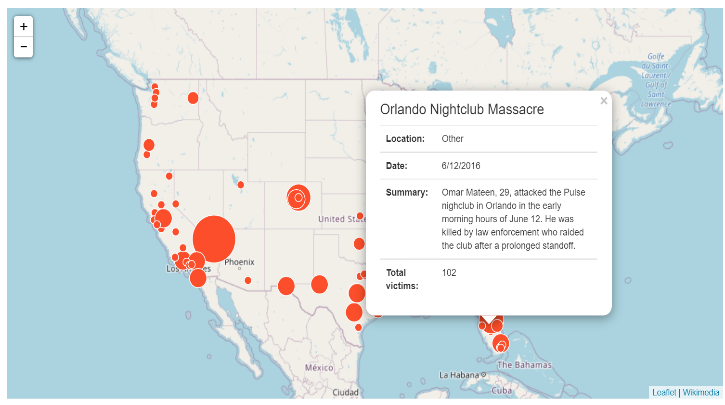 +
−
Golfe
du Saint-
Laurent /
Gulf of
Saint
Lawrence
×
Orlando Nightclub Massacre
Location: Other
Date: 6/12/2016
Summary: Omar Mateen, 29, attacked the Pulse
nighclub in Orlando in the early
morning hours of June 12. He was
killed by law enforcement who raided
the club after a prolonged standoff.
Total
victims: 102
United State
Phoenix
Los Angeles
México
Ciudad
La Habana
The Bahamas
Cuba
Leaflet | Wikimedia